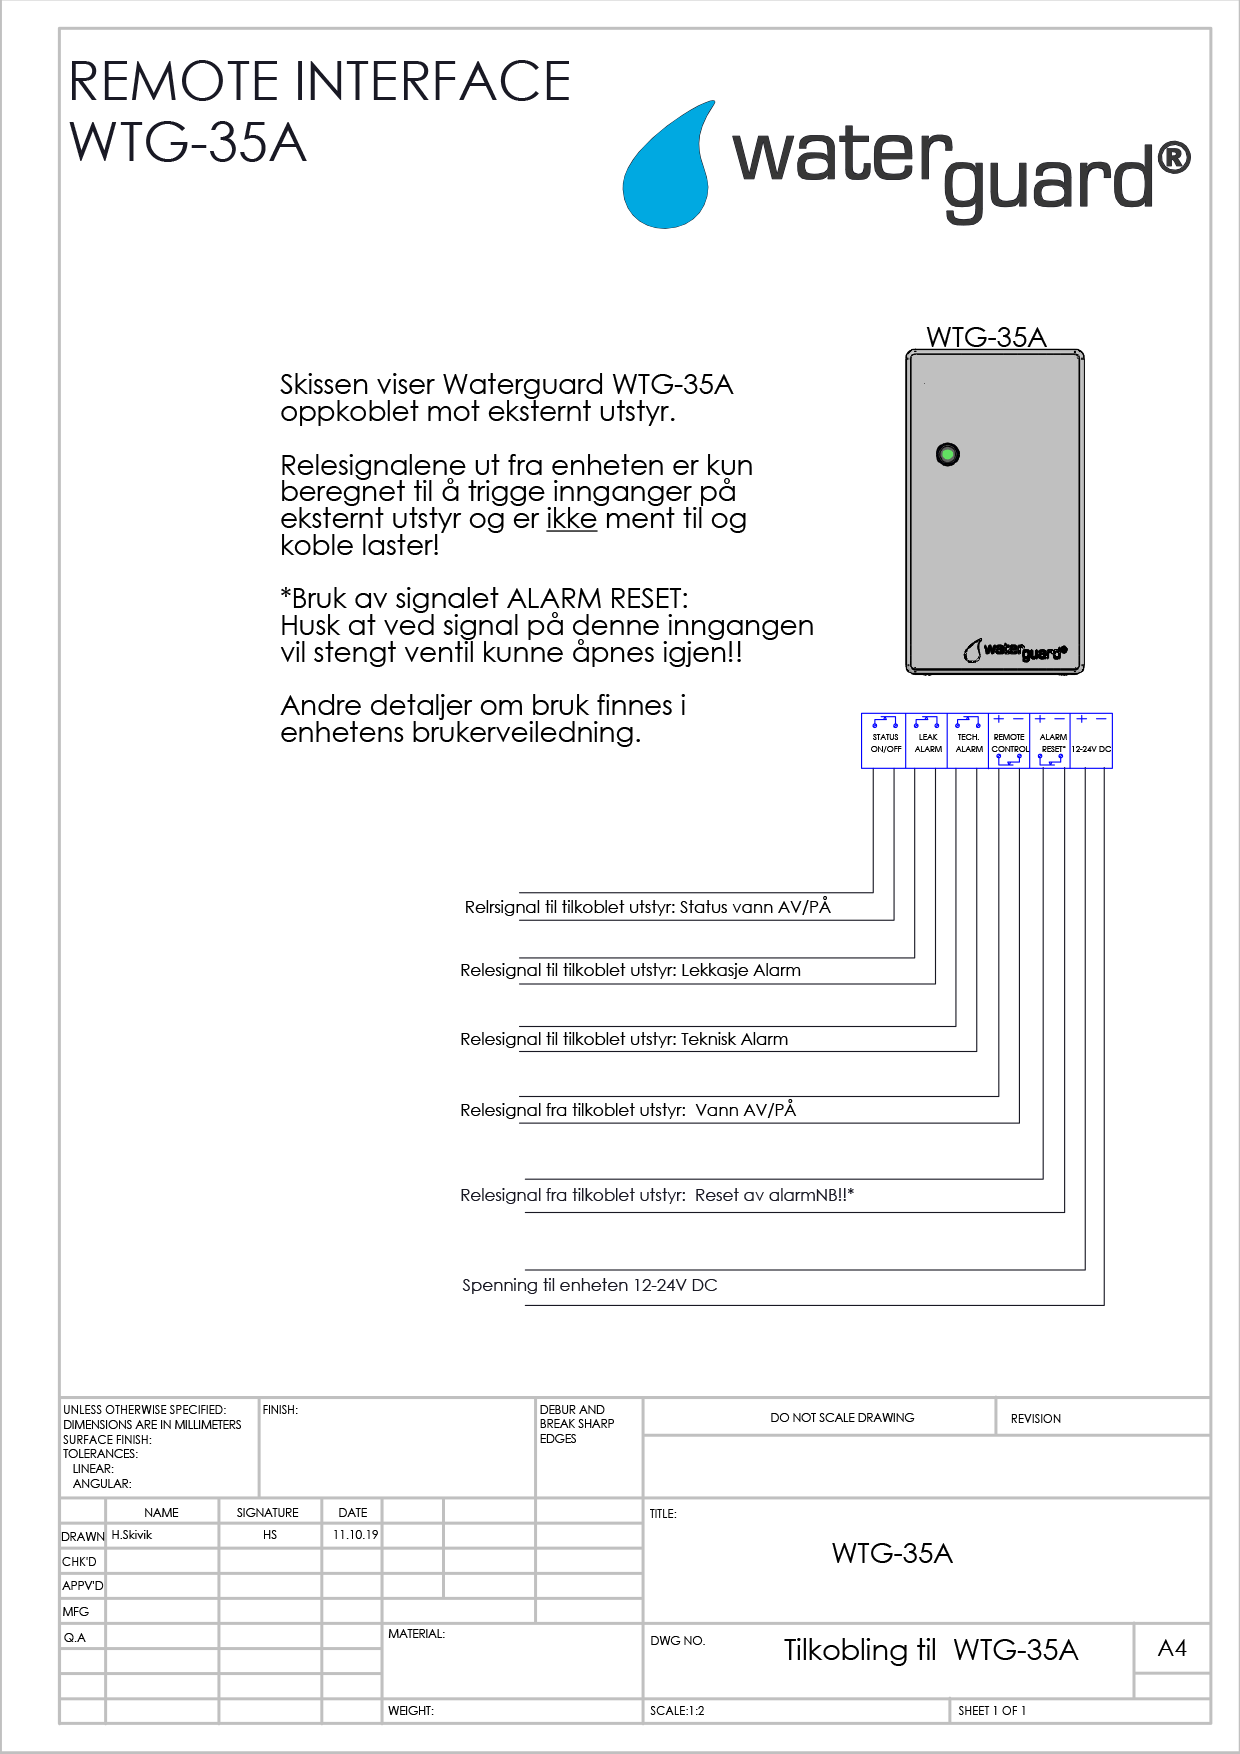 REMOTE INTERFACE
WTG-35A
waterguard®
WTG-35A
Skissen viser Waterguard WTG-35A
oppkoblet mot eksternt utstyr.
Relesignalene ut fra enheten er kun
beregnet til å trigge innganger på
eksternt utstyr og er ikke ment til og
koble laster!
*Bruk av signalet ALARM RESET:
Husk at ved signal på denne inngangen
vil stengt ventil kunne åpnes igjen!!
Andre detaljer om bruk finnes i
enhetens brukerveiledning.
waterguard®
+ − + − + −
STATUS LEAK TECH. REMOTE ALARM
ON/OFF ALARM ALARM CONTROL RESET* 12-24V DC
Relrsignal til tilkoblet utstyr: Status vann AV/PÅ
Relesignal til tilkoblet utstyr: Lekkasje Alarm
Relesignal til tilkoblet utstyr: Teknisk Alarm
Relesignal fra tilkoblet utstyr:  Vann AV/PÅ
Relesignal fra tilkoblet utstyr:  Reset av alarmNB!!*
Spenning til enheten 12-24V DC
UNLESS OTHERWISE SPECIFIED:
DIMENSIONS ARE IN MILLIMETERS
SURFACE FINISH:
TOLERANCES:
LINEAR:
ANGULAR:
FINISH:
DEBUR AND
BREAK SHARP
EDGES
DO NOT SCALE DRAWING
REVISION
NAME SIGNATURE DATE
DRAWN H.Skivik HS 11.10.19
CHK'D
APPV'D
MFG
Q.A
MATERIAL:
WEIGHT:
TITLE:
WTG-35A
DWG NO.
Tilkobling til  WTG-35A
A4
SCALE:1:2
SHEET 1 OF 1